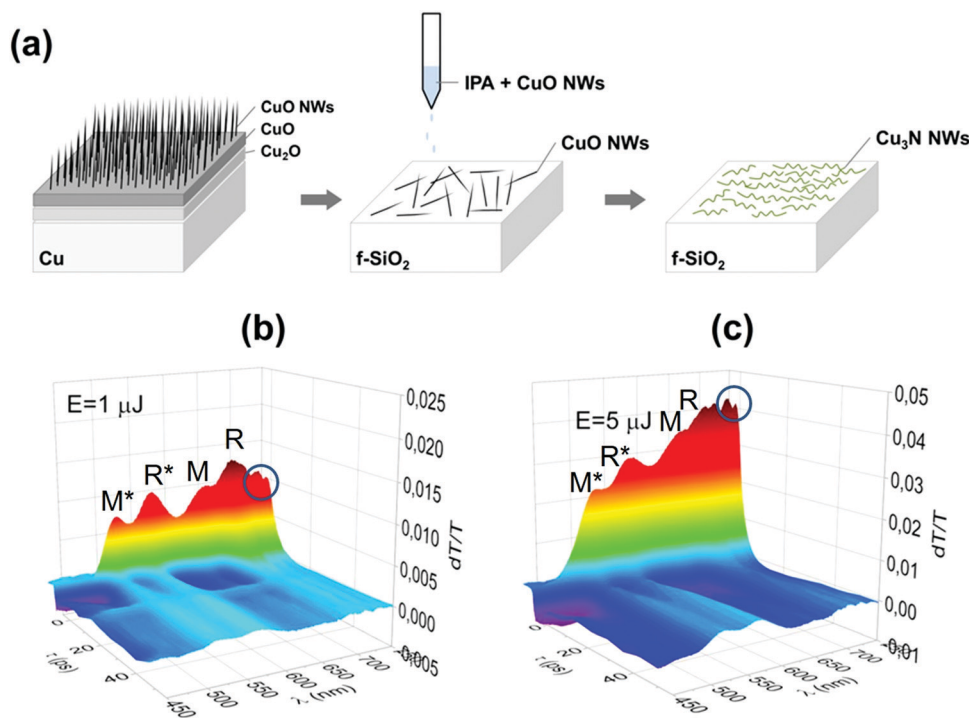 (a)
IPA + CuO NWs
CuO NWs
CuO
Cu₂O
Cu
CuO NWs
f-SiO₂
Cu₃N NWs
f-SiO₂
(b)
E=1 μJ
M*
R*
M
R
0,025
0,020
0,015
0,010
0,005
0,000
-0,005
dT/T
0
20
40
τ (ps)
450
500
550
600
650
700
λ (nm)
(c)
E=5 μJ
M*
R*
M
R
0,05
0,04
0,03
0,02
0,01
0,00
-0,01
dT/T
0
20
40
τ (ps)
450
500
550
600
650
700
λ (nm)